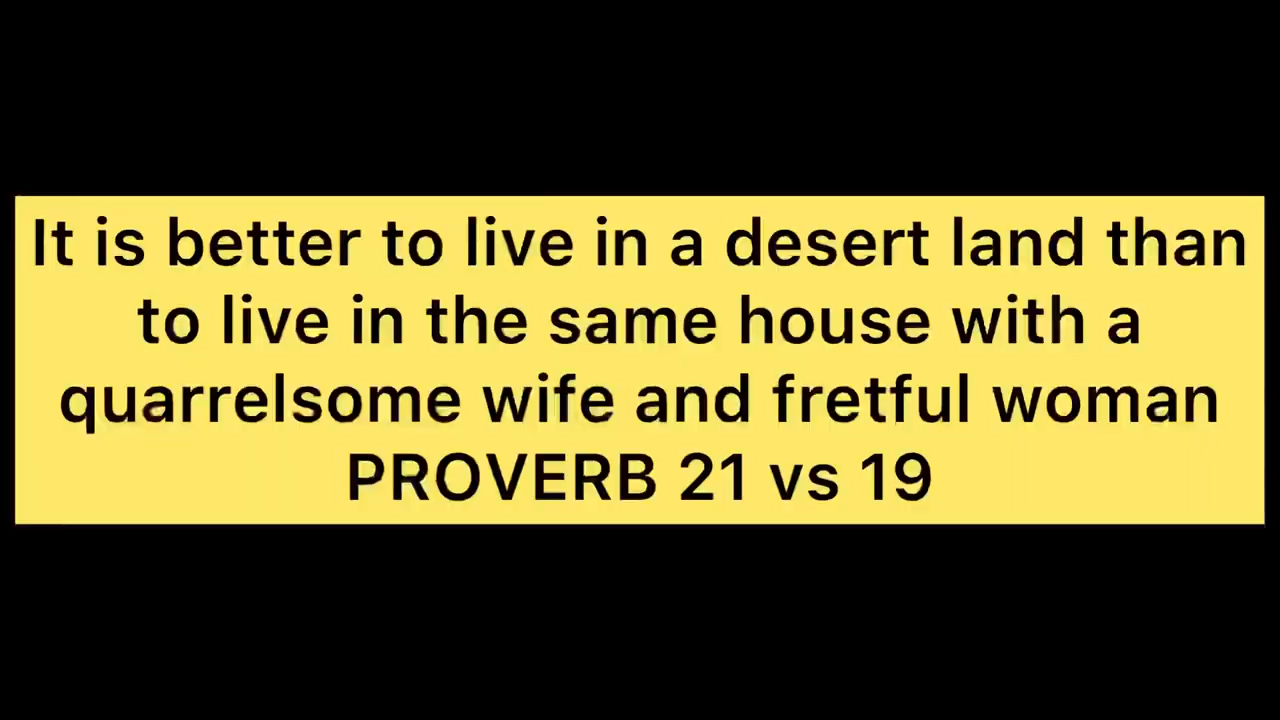 It is better to live in a desert land than
to live in the same house with a
quarrelsome wife and fretful woman
PROVERB 21 vs 19